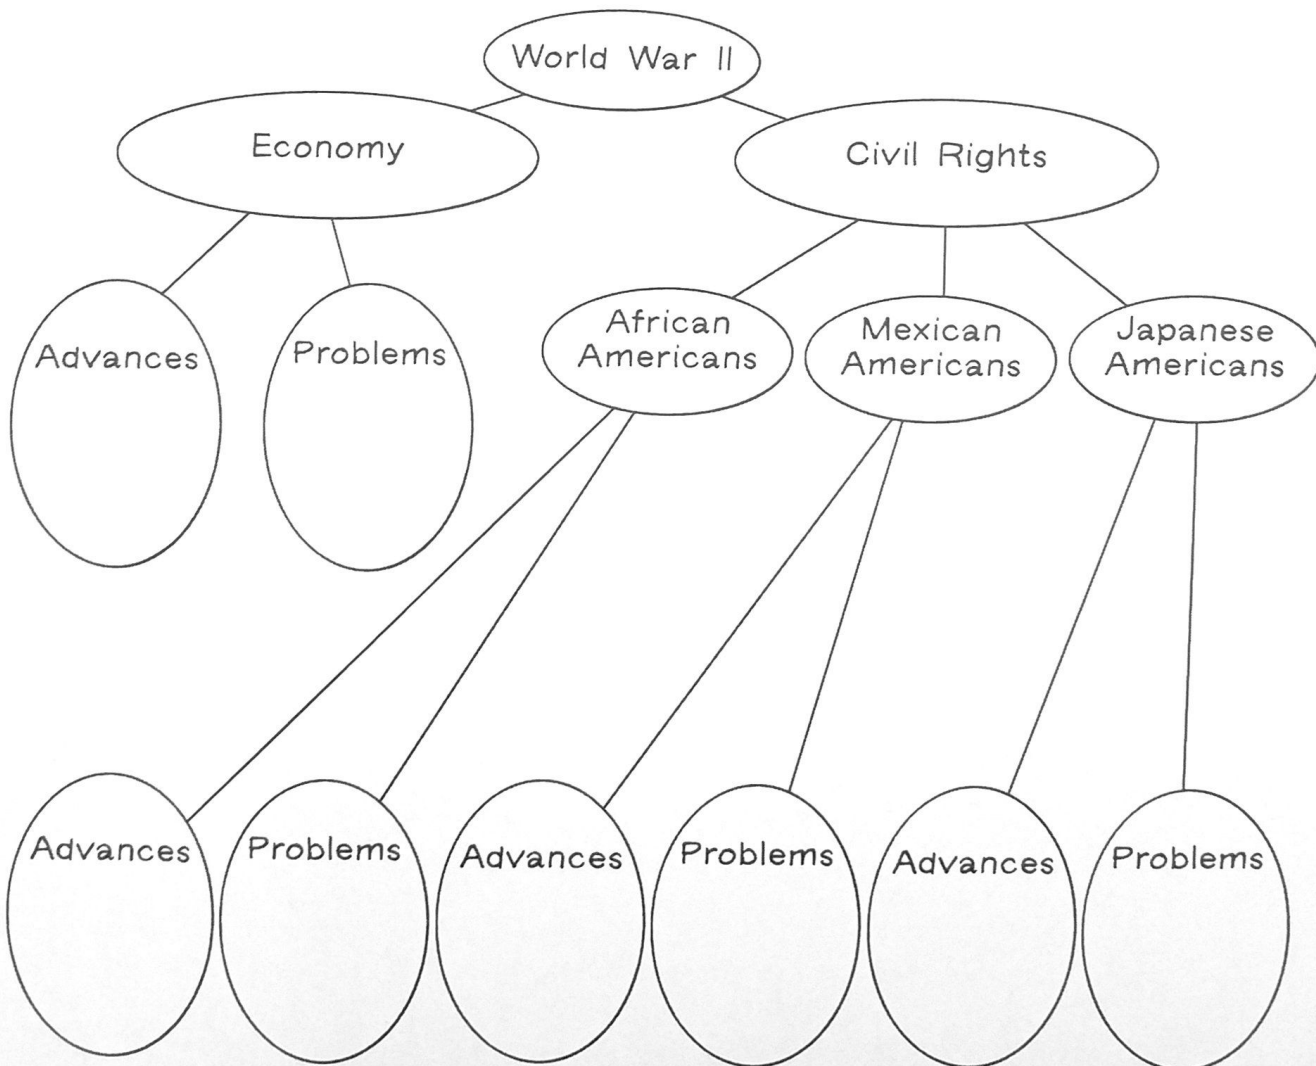 World War II
Economy
Civil Rights
Advances
Problems
African
Americans
Mexican
Americans
Japanese
Americans
Advances
Problems
Advances
Problems
Advances
Problems